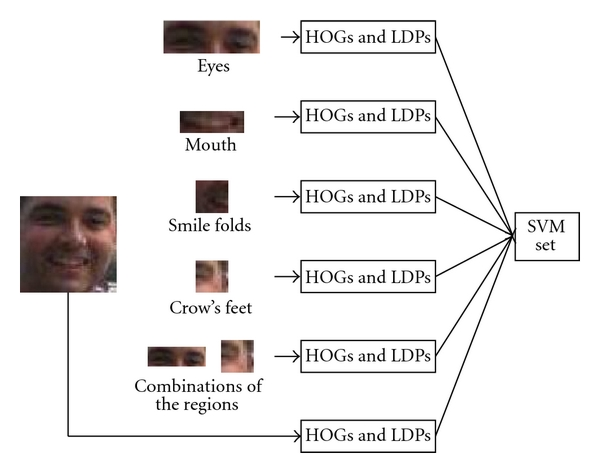 HOGs and LDPs
Eyes
HOGs and LDPs
Mouth
HOGs and LDPs
Smile folds
SVM
set
HOGs and LDPs
Crow's feet
HOGs and LDPs
Combinations of
the regions
HOGs and LDPs